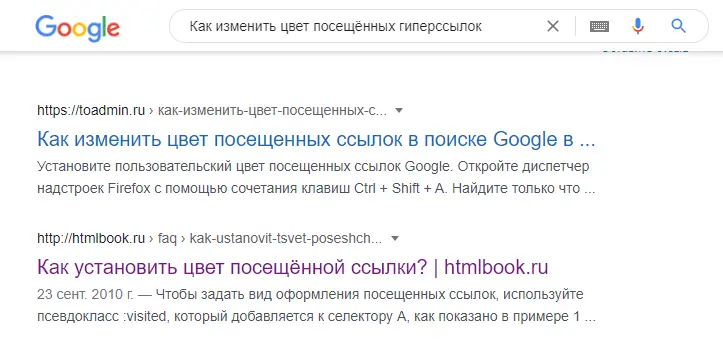 Google Как изменить цвет посещённых гиперссылок
https://toadmin.ru › как-изменить-цвет-посещенных-с...
Как изменить цвет посещенных ссылок в поиске Google в ...
Установите пользовательский цвет посещенных ссылок Google. Откройте диспетчер
надстроек Firefox с помощью сочетания клавиш Ctrl + Shift + A. Найдите только что ...
http://htmlbook.ru › faq › kak-ustanovit-tsvet-poseshch...
Как установить цвет посещённой ссылки? | htmlbook.ru
23 сент. 2010 г. — Чтобы задать вид оформления посещенных ссылок, используйте
псевдокласс :visited, который добавляется к селектору A, как показано в примере 1 ...